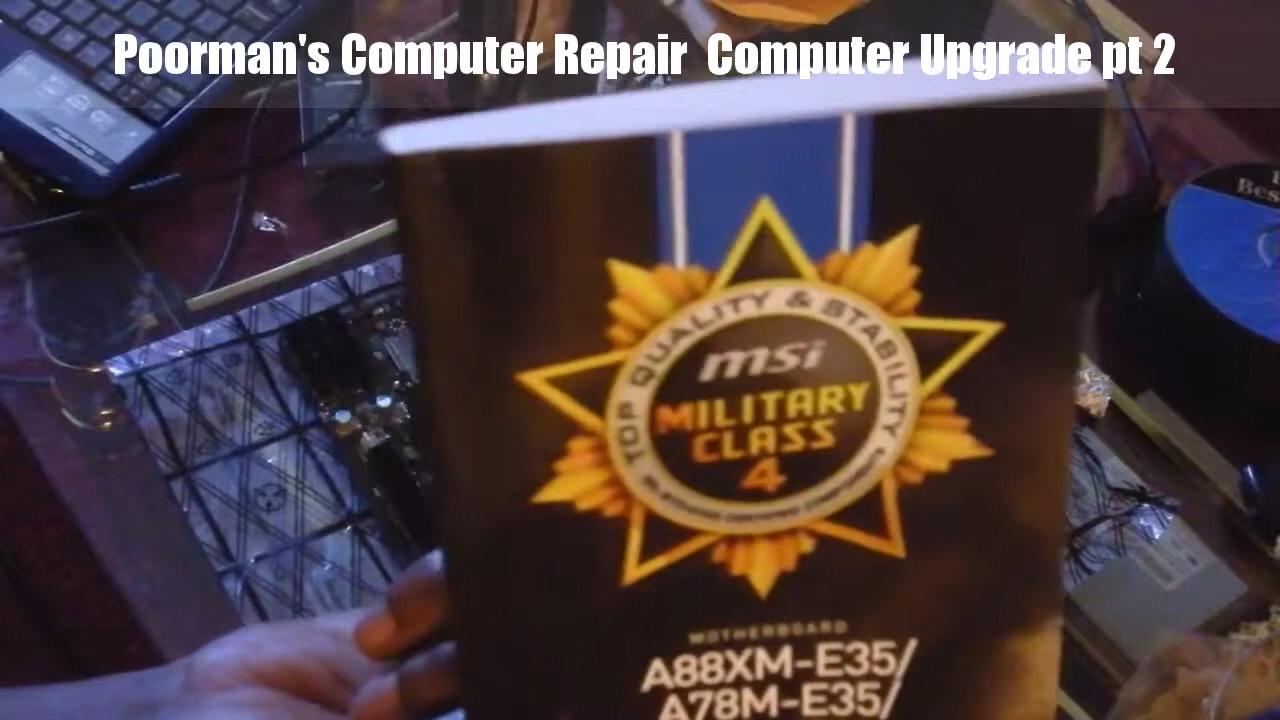 Poorman's Computer Repair Computer Upgrade pt 2
TOP QUALITY & STABILITY
msi
MILITARY
CLASS
4
MOTHERBOARD
A88XM-E35/
A78M-E35/